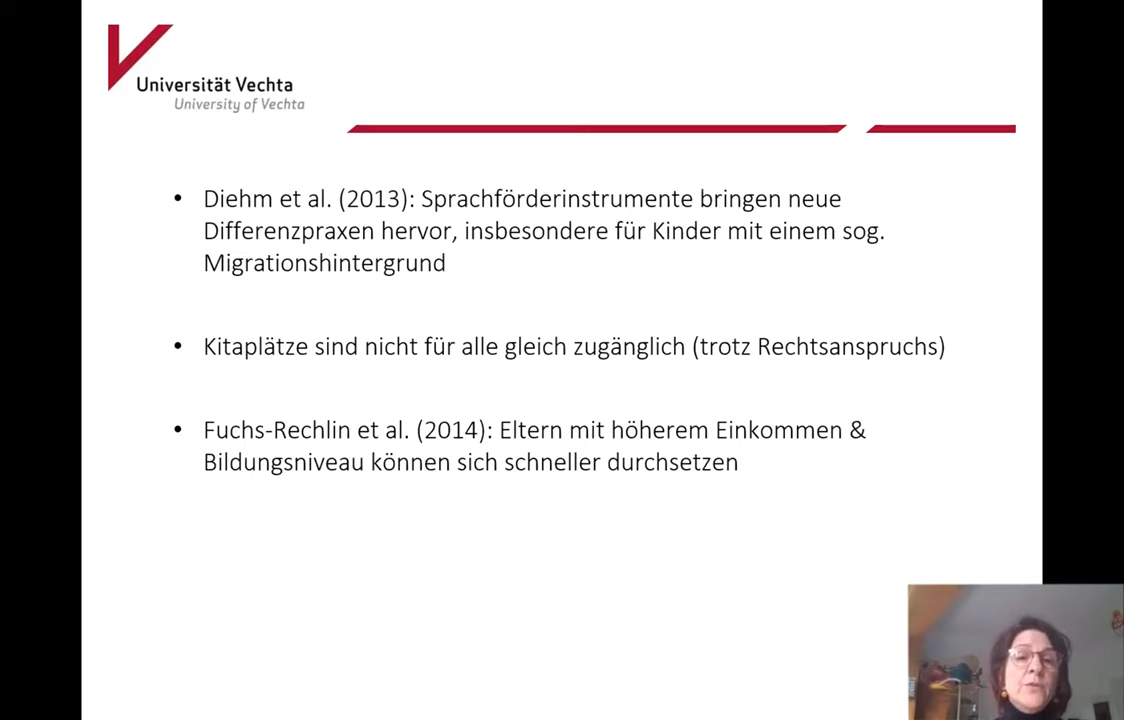 Universität Vechta
University of Vechta
• Diehm et al. (2013): Sprachförderinstrumente bringen neue
Differenzpraxen hervor, insbesondere für Kinder mit einem sog.
Migrationshintergrund
• Kitaplätze sind nicht für alle gleich zugänglich (trotz Rechtsanspruchs)
• Fuchs-Rechlin et al. (2014): Eltern mit höherem Einkommen &
Bildungsniveau können sich schneller durchsetzen